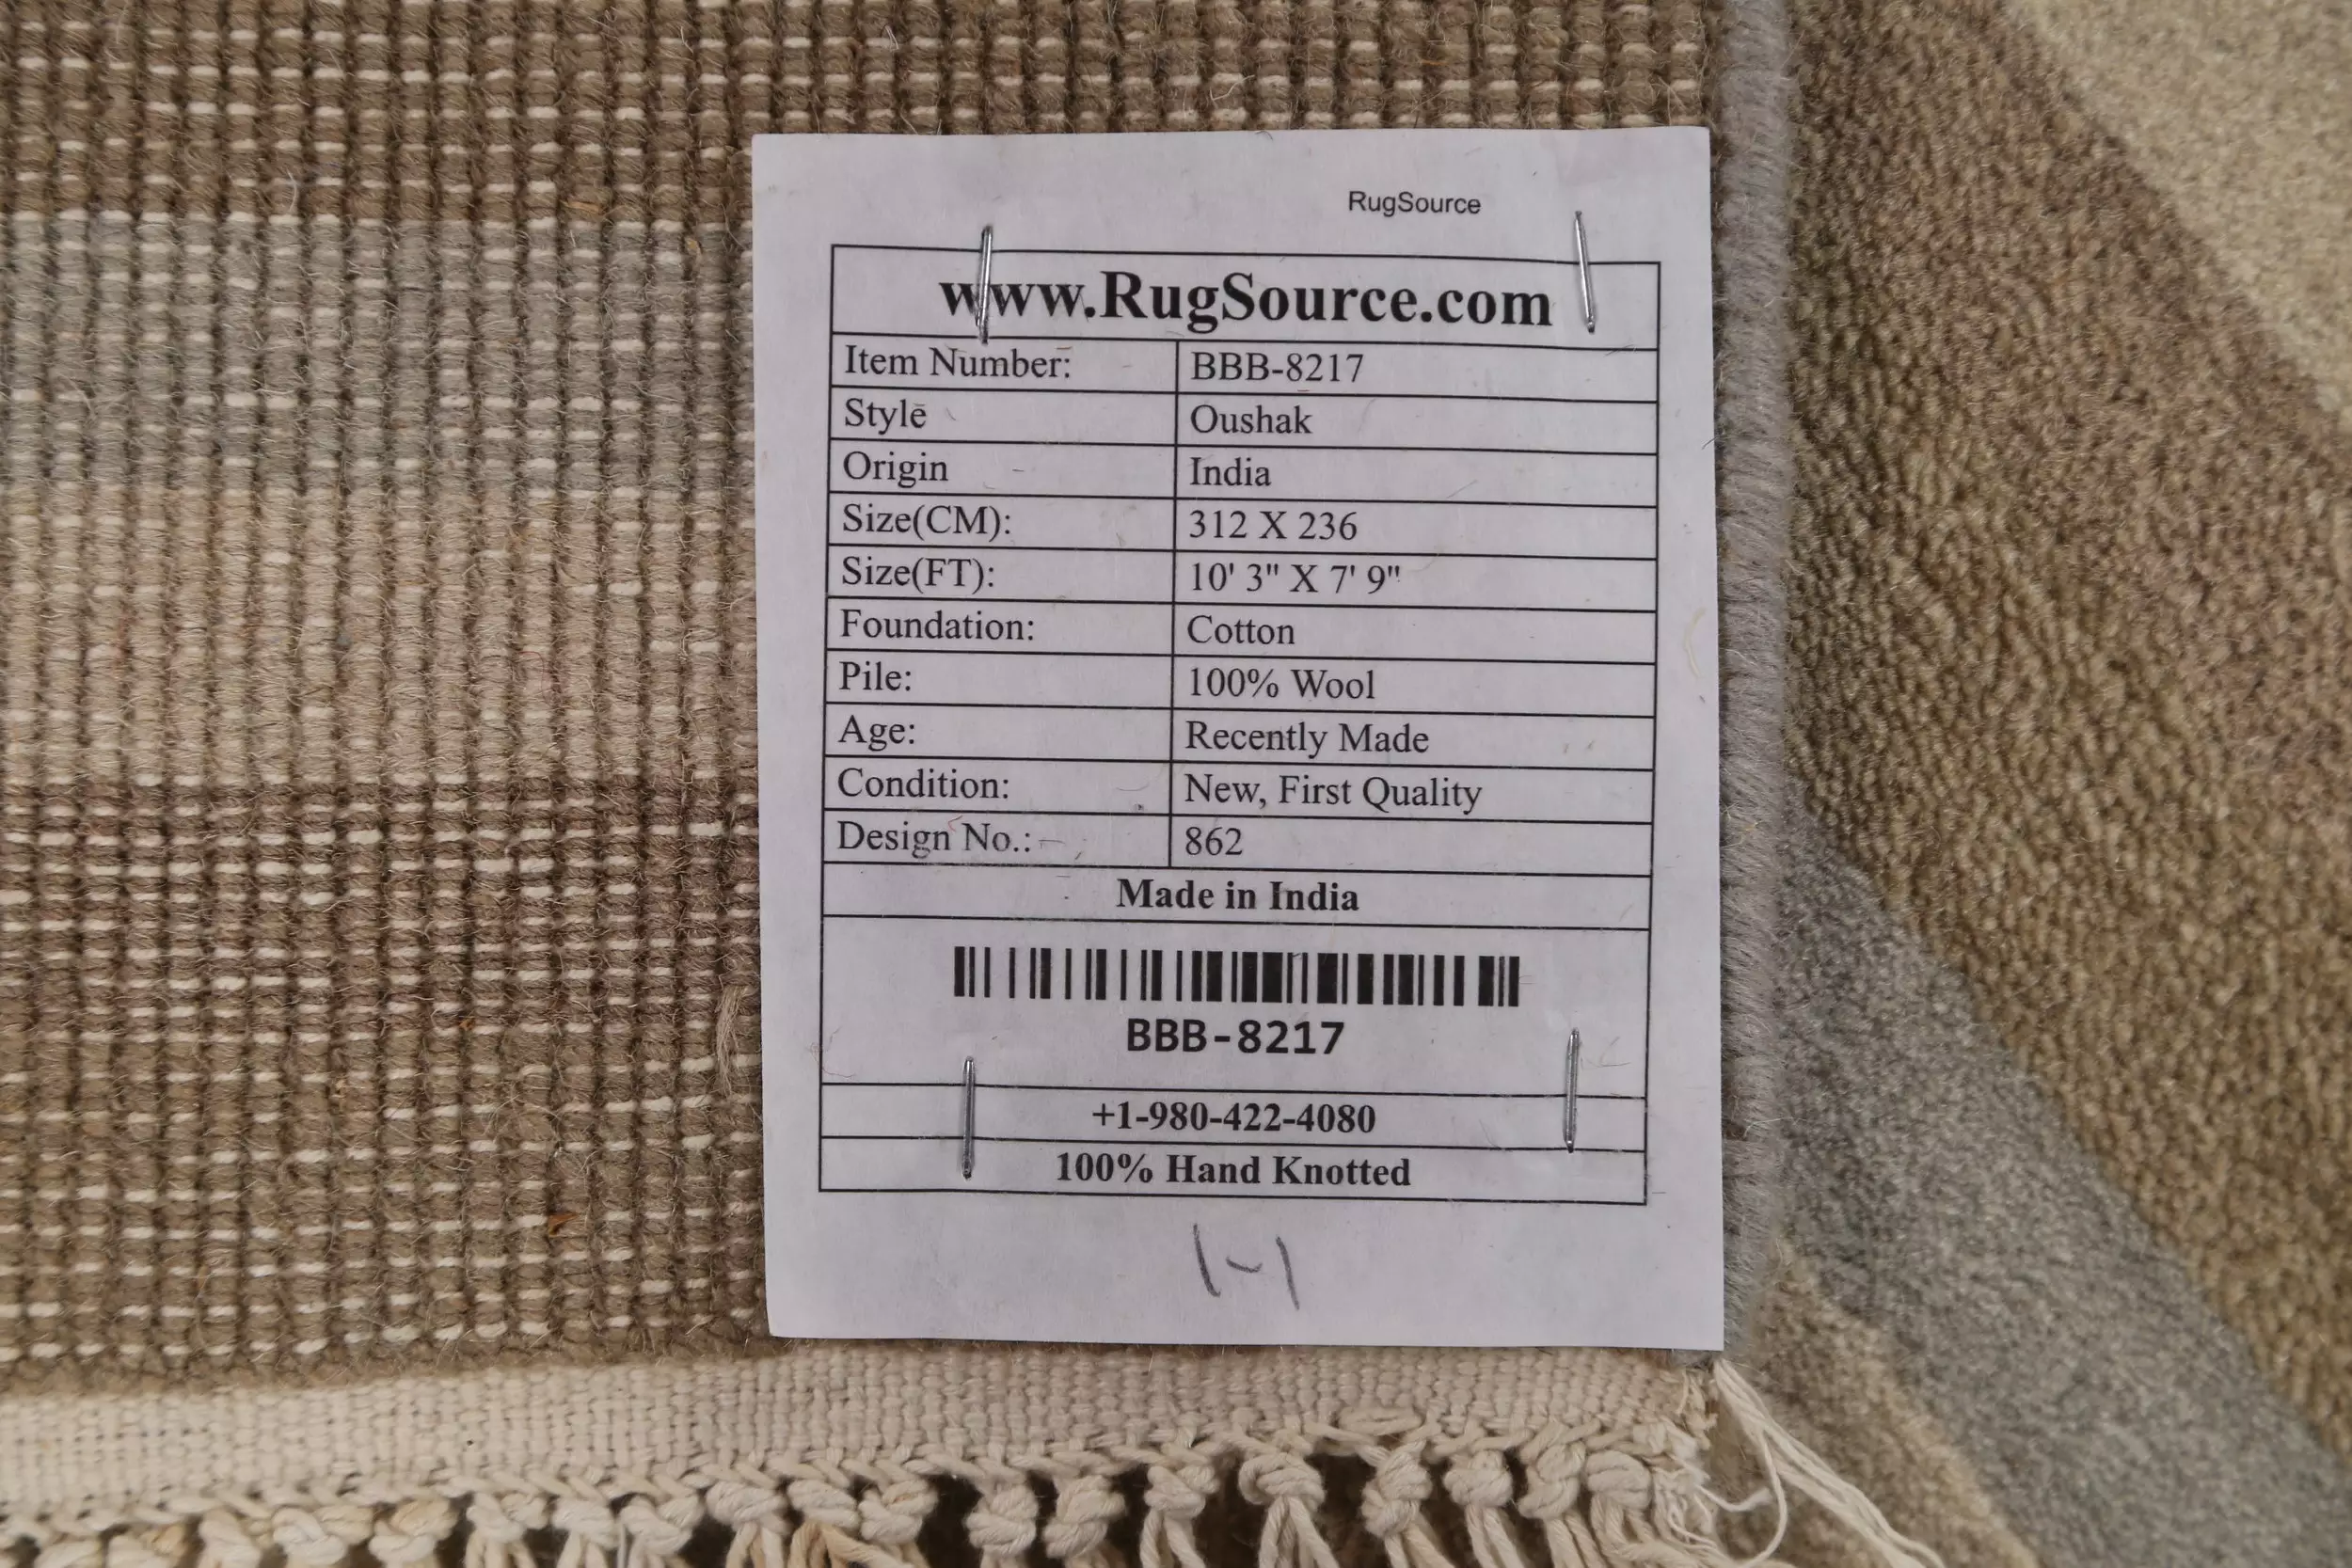 RugSource
www.RugSource.com
Item Number: BBB-8217
Style Oushak
Origin India
Size(CM): 312 X 236
Size(FT): 10' 3" X 7' 9"
Foundation: Cotton
Pile: 100% Wool
Age: Recently Made
Condition: New, First Quality
Design No.: 862
Made in India
BBB-8217
+1-980-422-4080
100% Hand Knotted
1-1